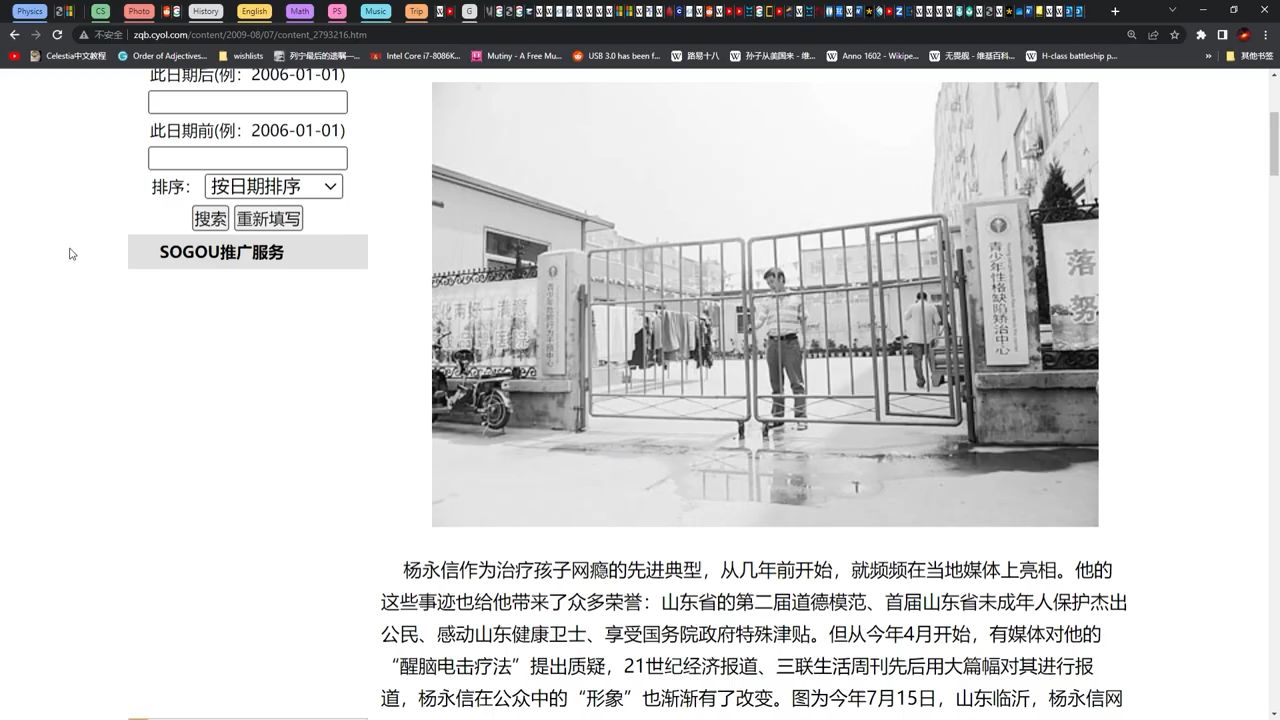 Physics
CS
Photo
History
English
Math
PS
Music
Trip
不安全 zqb.cyol.com/content/2009-08/07/content_2793216.htm
Celestia中文教程
Order of Adjectives...
wishlists
列宁最后的遗嘱—...
Intel Core i7-8086K...
Mutiny - A Free Mu...
USB 3.0 has been f...
路易十八
孙子从美国来 - 维...
Anno 1602 - Wikipe...
无畏舰 - 维基百科...
H-class battleship p...
»
其他书签
此日期后(例：2006-01-01)
此日期前(例：2006-01-01)
排序： 按日期排序
搜索 重新填写
SOGOU推广服务
青少年性格缺陷矫治中心
落
努
杨永信作为治疗孩子网瘾的先进典型，从几年前开始，就频频在当地媒体上亮相。他的
这些事迹也给他带来了众多荣誉：山东省的第二届道德模范、首届山东省未成年人保护杰出
公民、感动山东健康卫士、享受国务院政府特殊津贴。但从今年4月开始，有媒体对他的
“醒脑电击疗法”提出质疑，21世纪经济报道、三联生活周刊先后用大篇幅对其进行报
道，杨永信在公众中的“形象”也渐渐有了改变。图为今年7月15日，山东临沂，杨永信网